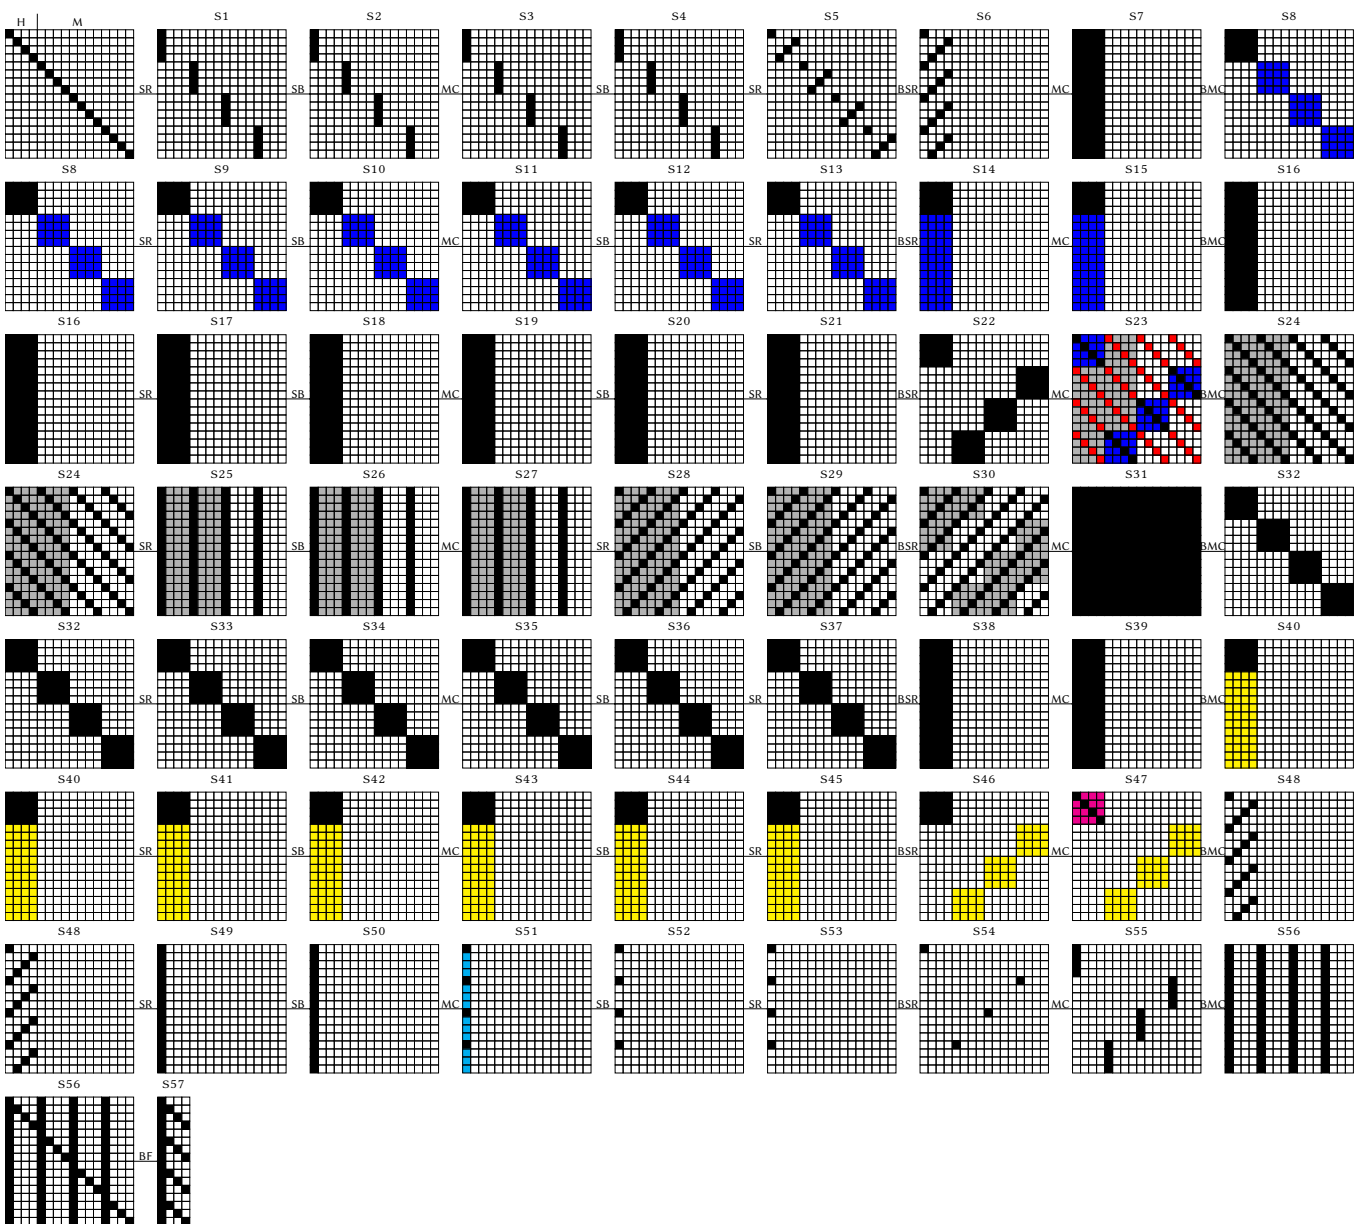 H M S1 S2 S3 S4 S5 S6 S7 S8
SR SB MC SB SR BSR MC BMC
S8 S9 S10 S11 S12 S13 S14 S15 S16
SR SB MC SB SR BSR MC BMC
S16 S17 S18 S19 S20 S21 S22 S23 S24
SR SB MC SB SR BSR MC BMC
S24 S25 S26 S27 S28 S29 S30 S31 S32
SR SB MC SR SB BSR MC BMC
S32 S33 S34 S35 S36 S37 S38 S39 S40
SR SB MC SB SR BSR MC BMC
S40 S41 S42 S43 S44 S45 S46 S47 S48
SR SB MC SB SR BSR MC BMC
S48 S49 S50 S51 S52 S53 S54 S55 S56
SR SB MC SB SR BSR MC BMC
S56 S57
BF